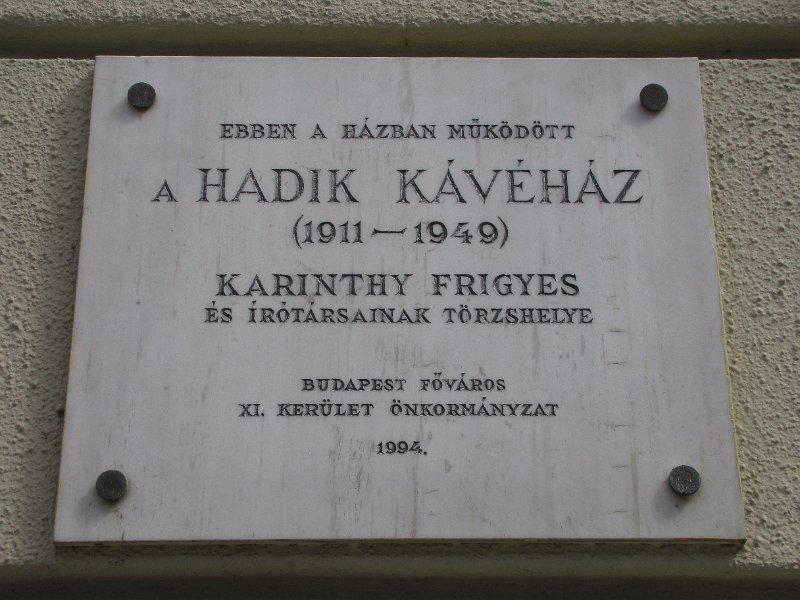 EBBEN A HÁZBAN MŰKÖDÖTT
A HADIK KÁVÉHÁZ
(1911–1949)
KARINTHY FRIGYES
ÉS ÍRÓTÁRSAINAK TÖRZSHELYE
BUDAPEST FŐVÁROS
XI. KERÜLET ÖNKORMÁNYZAT
1994.